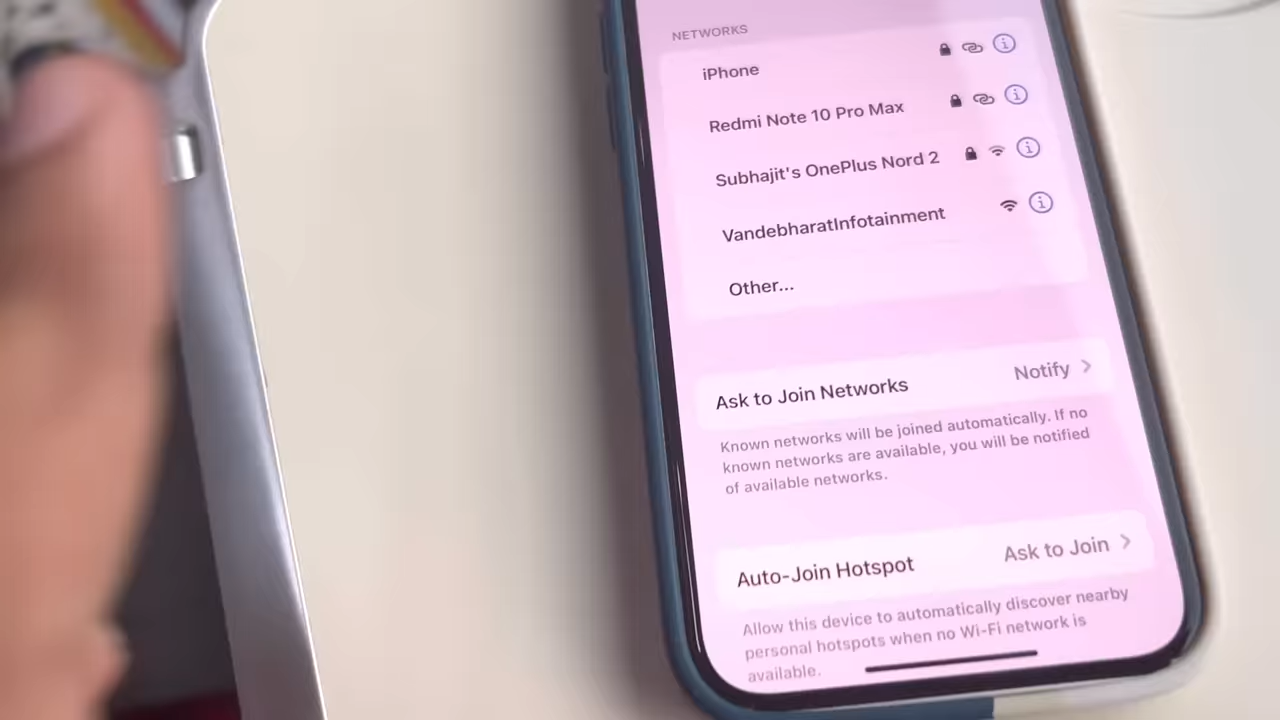 NETWORKS
iPhone
Redmi Note 10 Pro Max
Subhajit's OnePlus Nord 2
VandebharatInfotainment
Other...
Ask to Join Networks Notify
Known networks will be joined automatically. If no
known networks are available, you will be notified
of available networks.
Auto-Join Hotspot Ask to Join
Allow this device to automatically discover nearby
personal hotspots when no Wi-Fi network is
available.